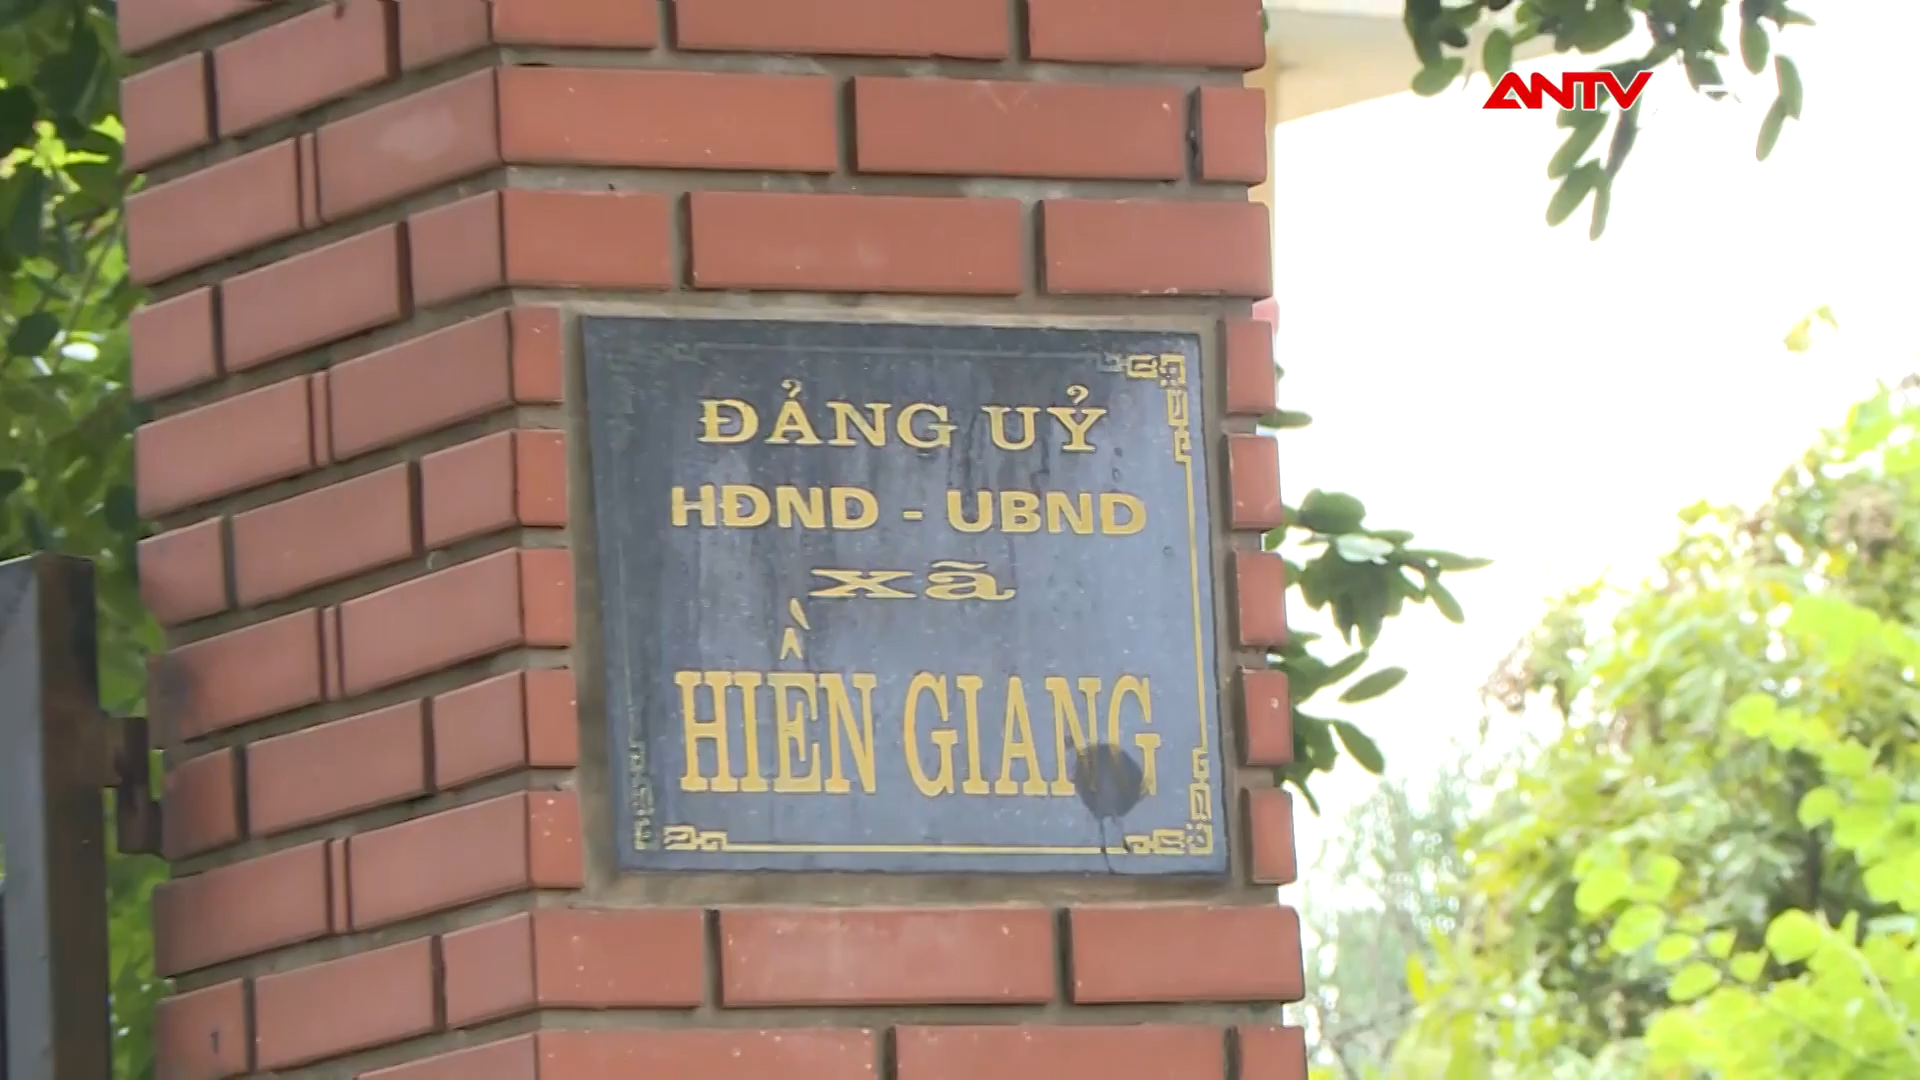 ANTV
ĐẢNG UỶ
HĐND - UBND
xã
HIỀN GIANG